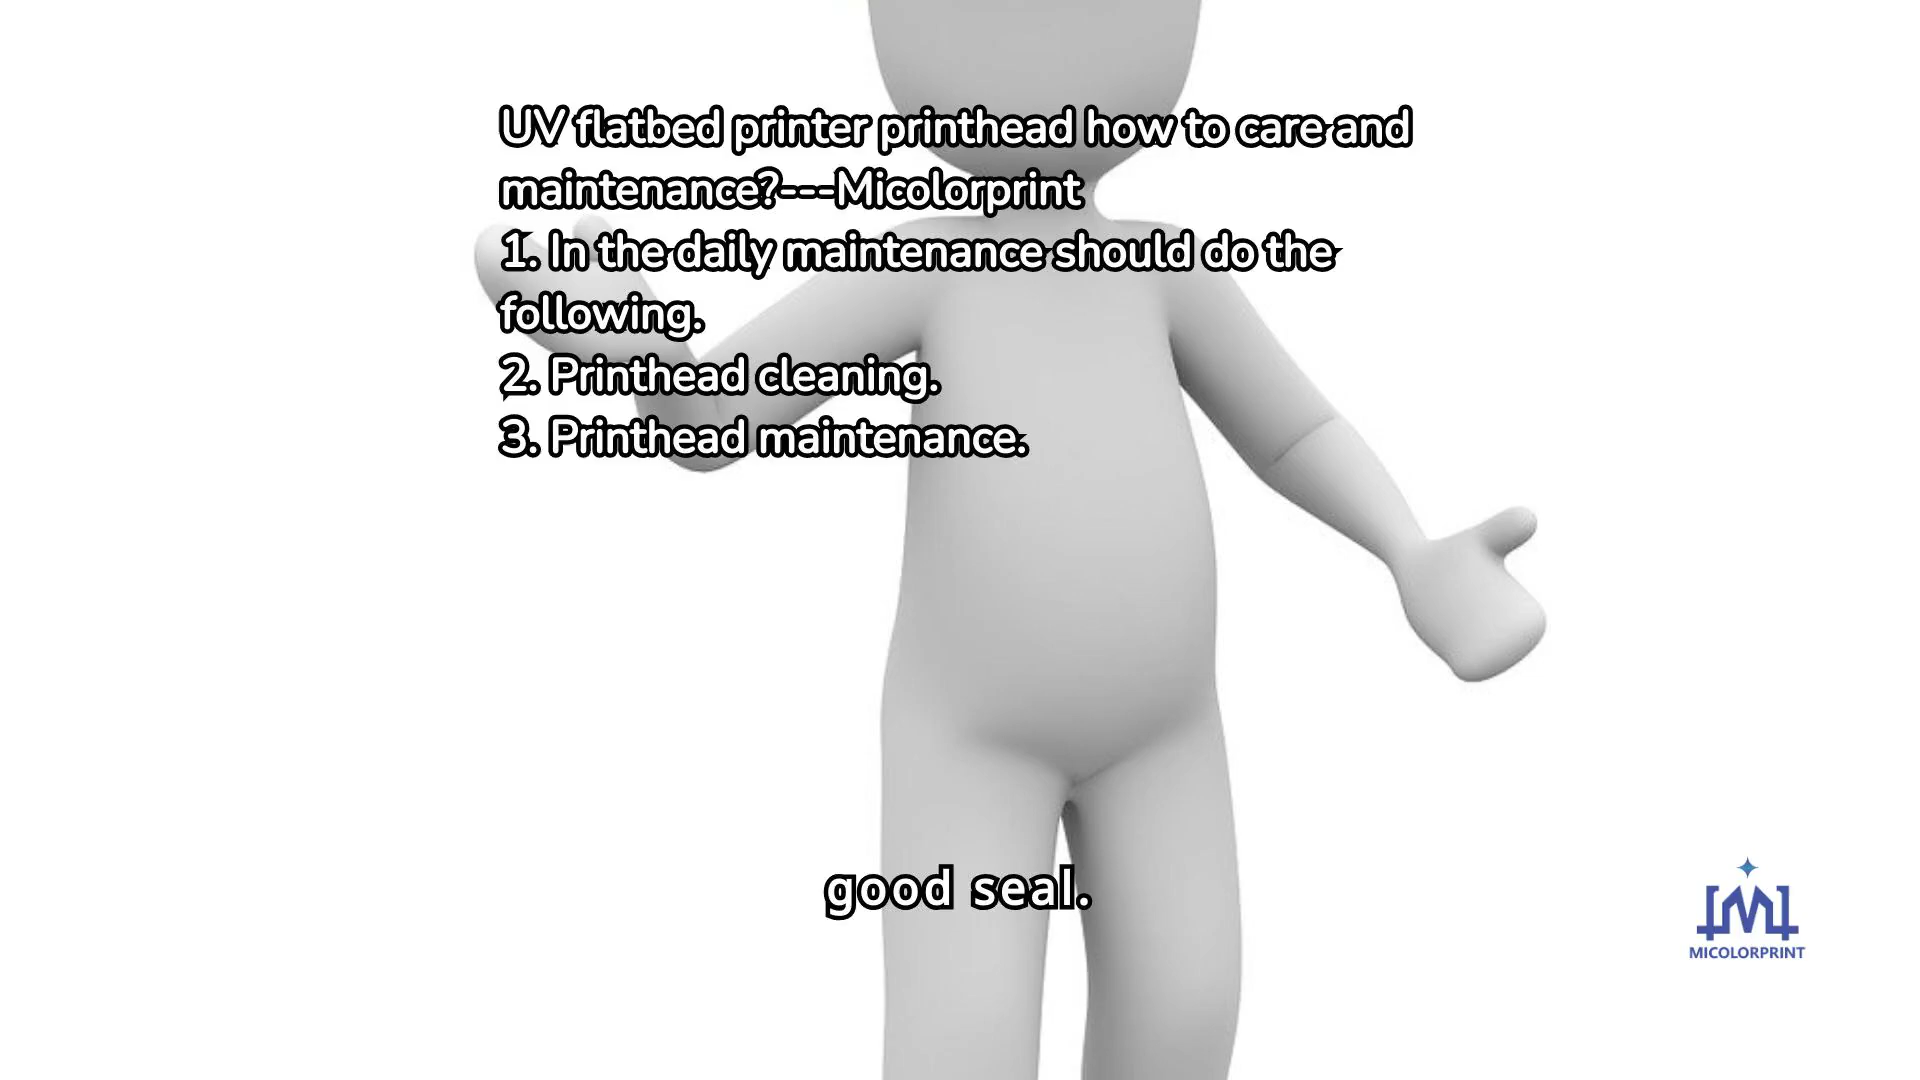 UV flatbed printer printhead how to care and
maintenance?---Micolorprint
1. In the daily maintenance should do the
following.
2. Printhead cleaning.
3. Printhead maintenance.
good seal.
MICOLORPRINT